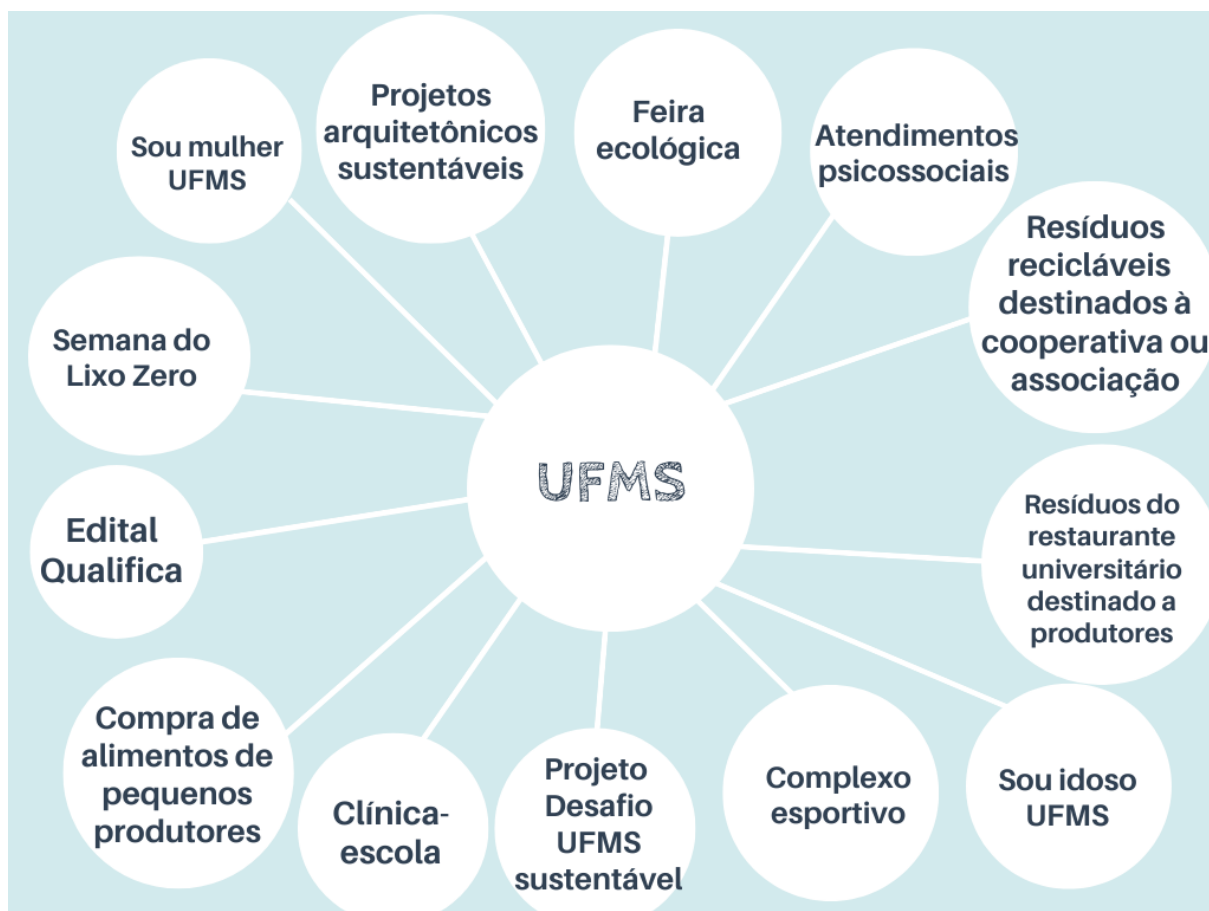 Sou mulher
UFMS
Projetos
arquitetônicos
sustentáveis
Feira
ecológica
Atendimentos
psicossociais
Resíduos
recicláveis
destinados à
cooperativa ou
associação
Semana do
Lixo Zero
UFMS
Edital
Qualifica
Resíduos do
restaurante
universitário
destinado a
produtores
Compra de
alimentos de
pequenos
produtores
Clínica-
escola
Projeto
Desafio
UFMS
sustentável
Complexo
esportivo
Sou idoso
UFMS